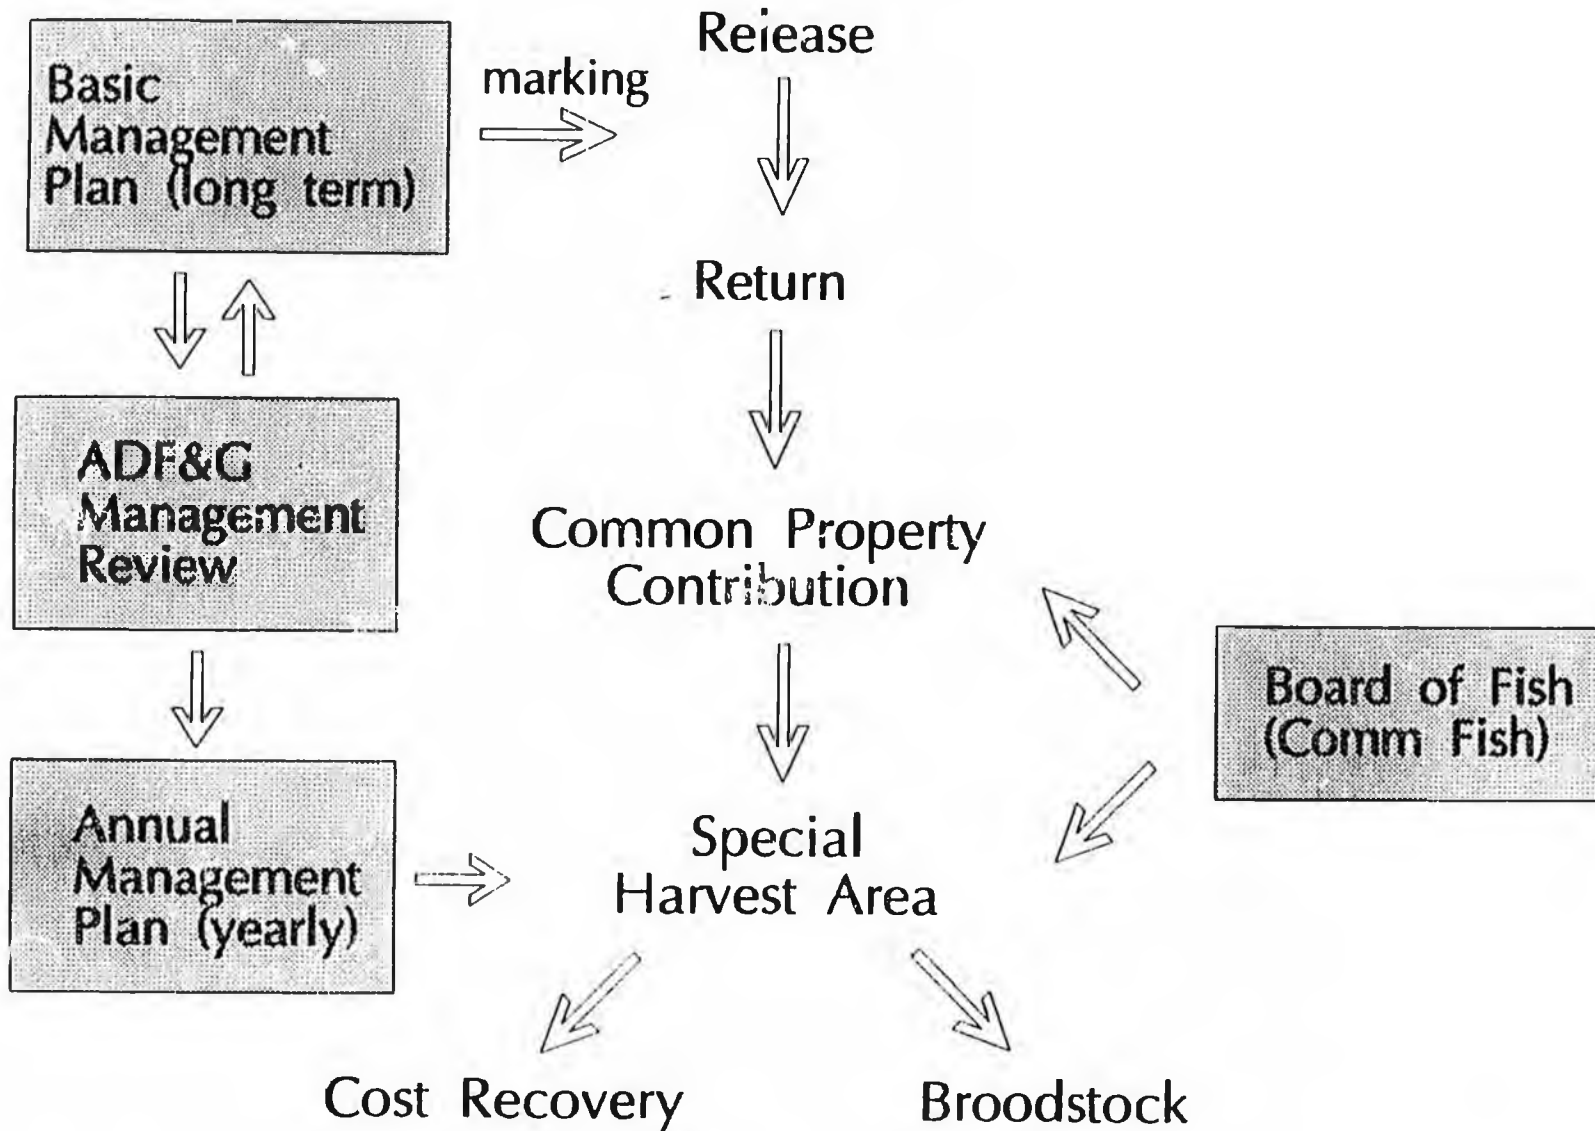 Release
marking
Basic
Management
Plan (long term)
Return
ADF&G
Management
Review
Common Property
Contribution
Board of Fish
(Comm Fish)
Annual
Management
Plan (yearly)
Special
Harvest Area
Cost Recovery
Broodstock